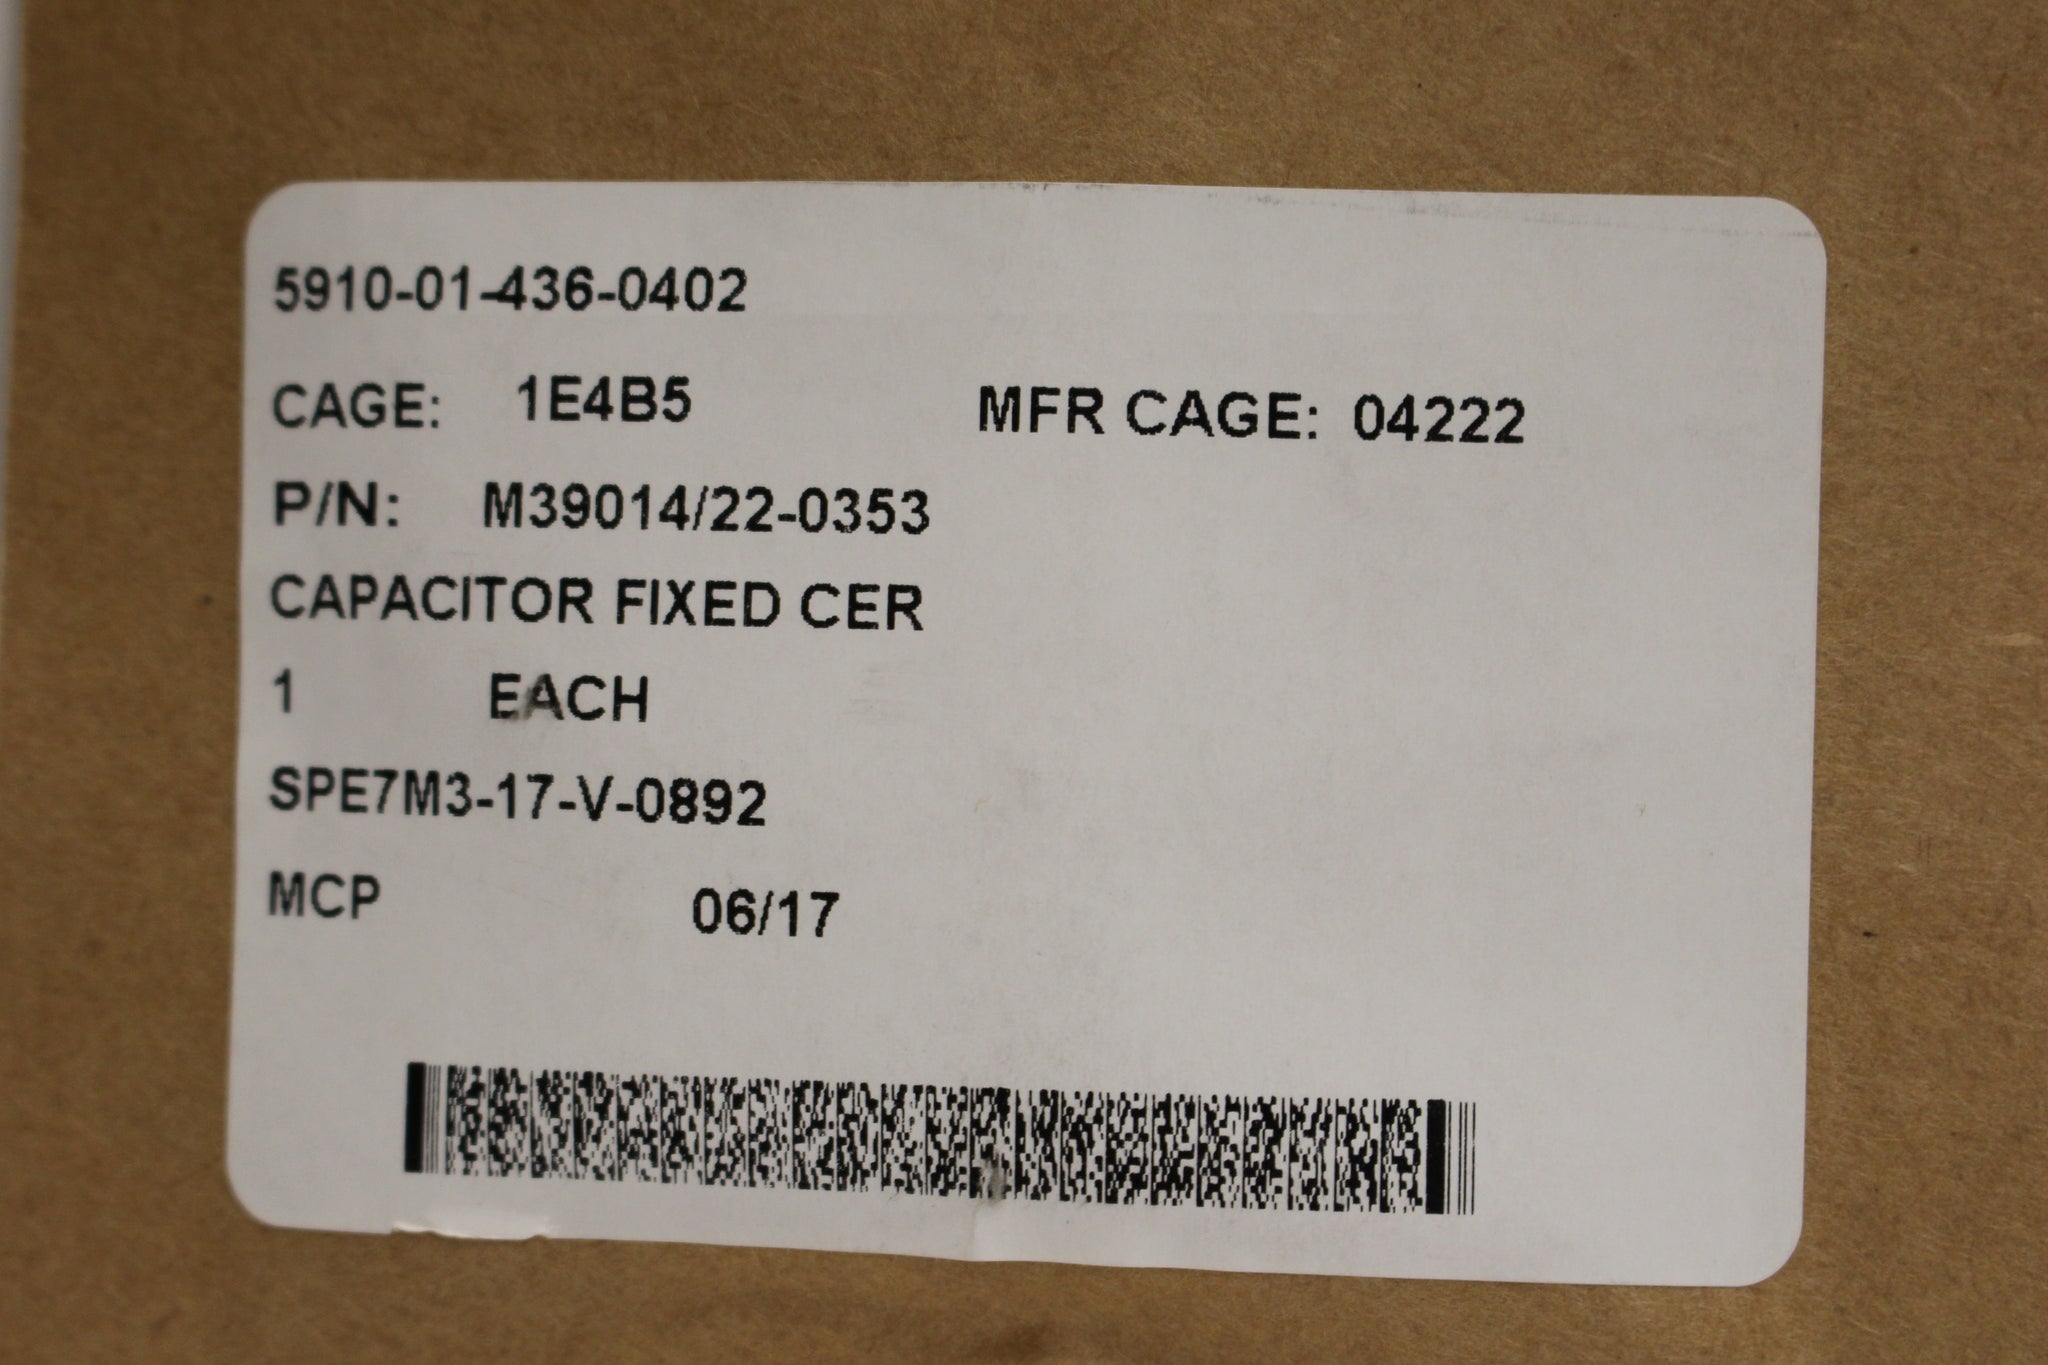 5910-01-436-0402
CAGE: 1E4B5 MFR CAGE: 04222
P/N: M39014/22-0353
CAPACITOR FIXED CER
1 EACH
SPE7M3-17-V-0892
MCP 06/17